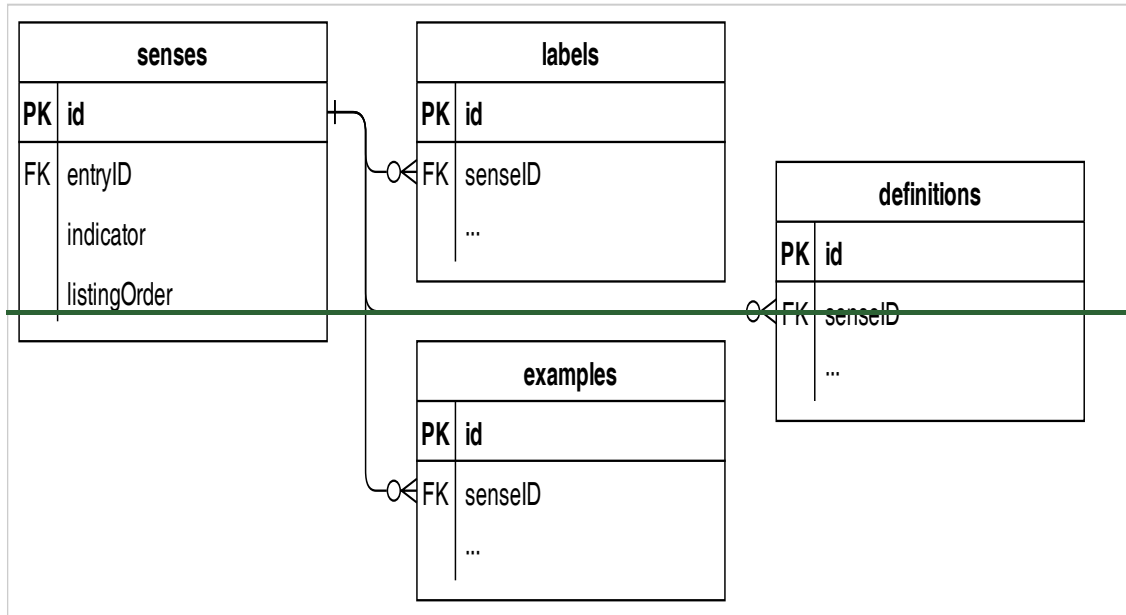 senses
PK id
FK entryID
indicator
listingOrder
labels
PK id
FK senseID
...
definitions
PK id
FK senseID
...
examples
PK id
FK senseID
...